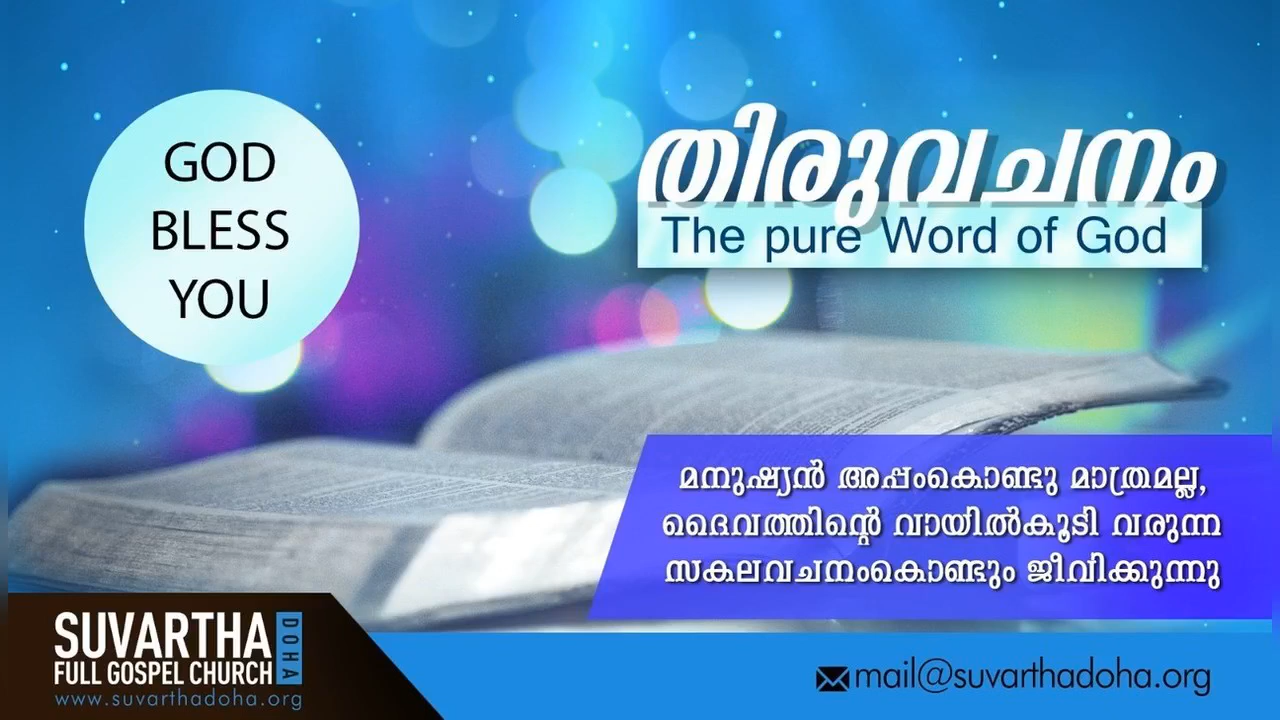 GOD
BLESS
YOU
തിരുവചനം
The pure Word of God
മനുഷ്യൻ അപ്പംകൊണ്ടു മാത്രമല്ല,
ദൈവത്തിന്റെ വായിൽകൂടി വരുന്ന
സകലവചനംകൊണ്ടും ജീവിക്കുന്നു
SUVARTHA DOHA
FULL GOSPEL CHURCH
www.suvarthadoha.org
mail@suvarthadoha.org